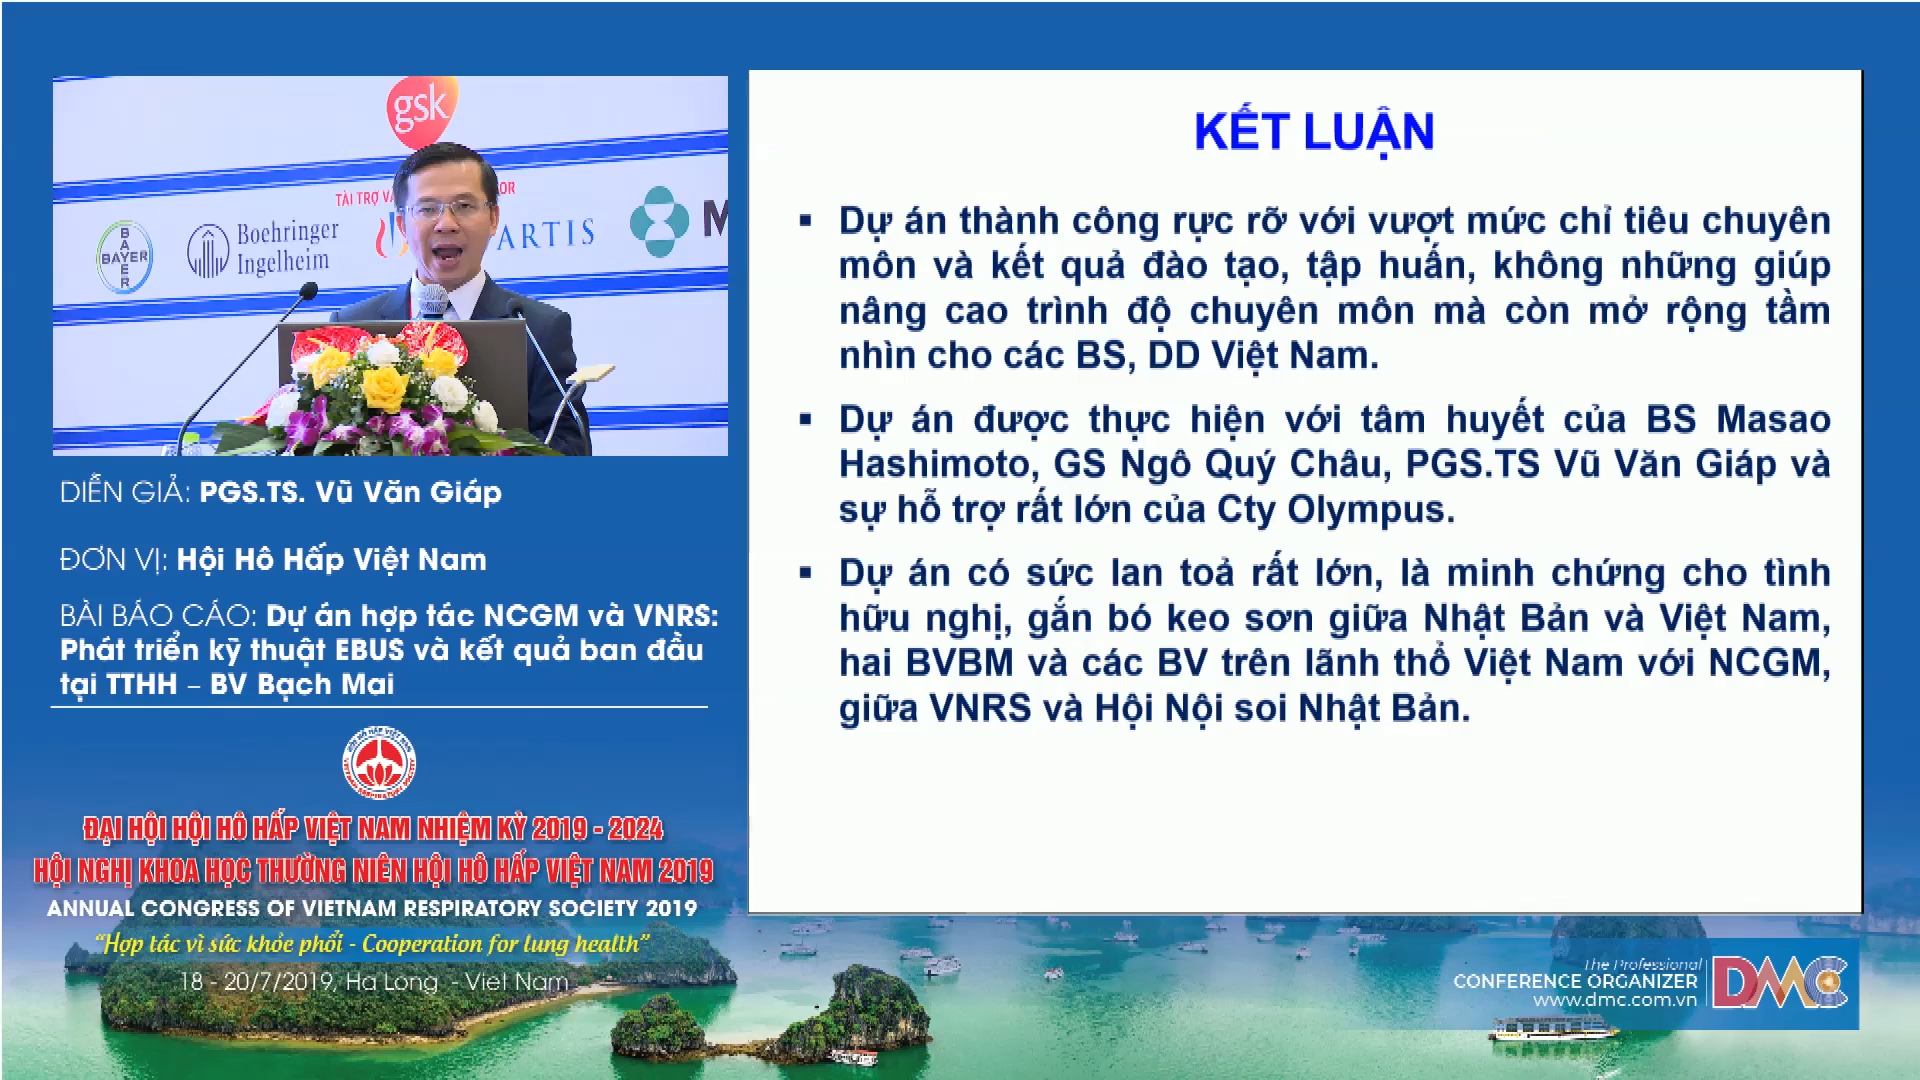 gsk
TÀI TRỢ
BAYER
BAYER
Boehringer
Ingelheim
ARTIS
M
DIỄN GIẢ: PGS.TS. Vũ Văn Giáp
ĐƠN VỊ: Hội Hô Hấp Việt Nam
BÀI BÁO CÁO: Dự án hợp tác NCGM và VNRS:
Phát triển kỹ thuật EBUS và kết quả ban đầu
tại TTHH – BV Bạch Mai
ĐẠI HỘI HỘI HÔ HẤP VIỆT NAM NHIỆM KỲ 2019 - 2024
HỘI NGHỊ KHOA HỌC THƯỜNG NIÊN HỘI HÔ HẤP VIỆT NAM 2019
ANNUAL CONGRESS OF VIETNAM RESPIRATORY SOCIETY 2019
“Hợp tác vì sức khỏe phổi - Cooperation for lung health”
18 - 20/7/2019, Ha Long - Viet Nam
KẾT LUẬN
▪ Dự án thành công rực rỡ với vượt mức chỉ tiêu chuyên
môn và kết quả đào tạo, tập huấn, không những giúp
nâng cao trình độ chuyên môn mà còn mở rộng tầm
nhìn cho các BS, DD Việt Nam.
▪ Dự án được thực hiện với tâm huyết của BS Masao
Hashimoto, GS Ngô Quý Châu, PGS.TS Vũ Văn Giáp và
sự hỗ trợ rất lớn của Cty Olympus.
▪ Dự án có sức lan toả rất lớn, là minh chứng cho tình
hữu nghị, gắn bó keo sơn giữa Nhật Bản và Việt Nam,
hai BVBM và các BV trên lãnh thổ Việt Nam với NCGM,
giữa VNRS và Hội Nội soi Nhật Bản.
The Professional
CONFERENCE ORGANIZER
www.dmc.com.vn
DMC